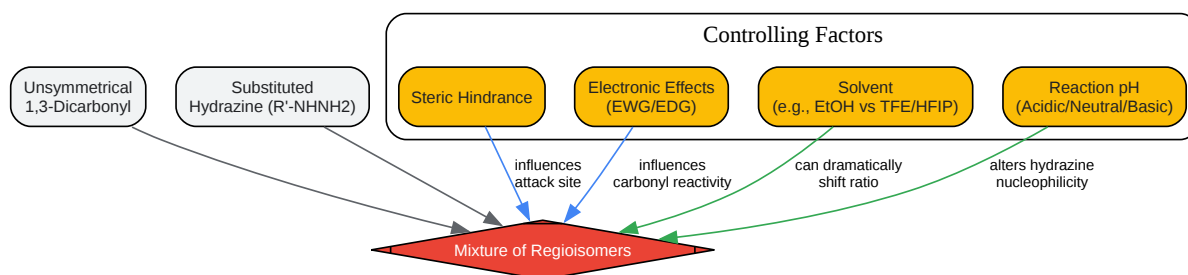 Controlling Factors
Unsymmetrical
1,3-Dicarbonyl
Substituted
Hydrazine (R'-NHNH2)
Steric Hindrance
Electronic Effects
(EWG/EDG)
Solvent
(e.g., EtOH vs TFE/HFIP)
Reaction pH
(Acidic/Neutral/Basic)
influences
attack site
influences
carbonyl reactivity
can dramatically
shift ratio
alters hydrazine
nucleophilicity
Mixture of Regioisomers